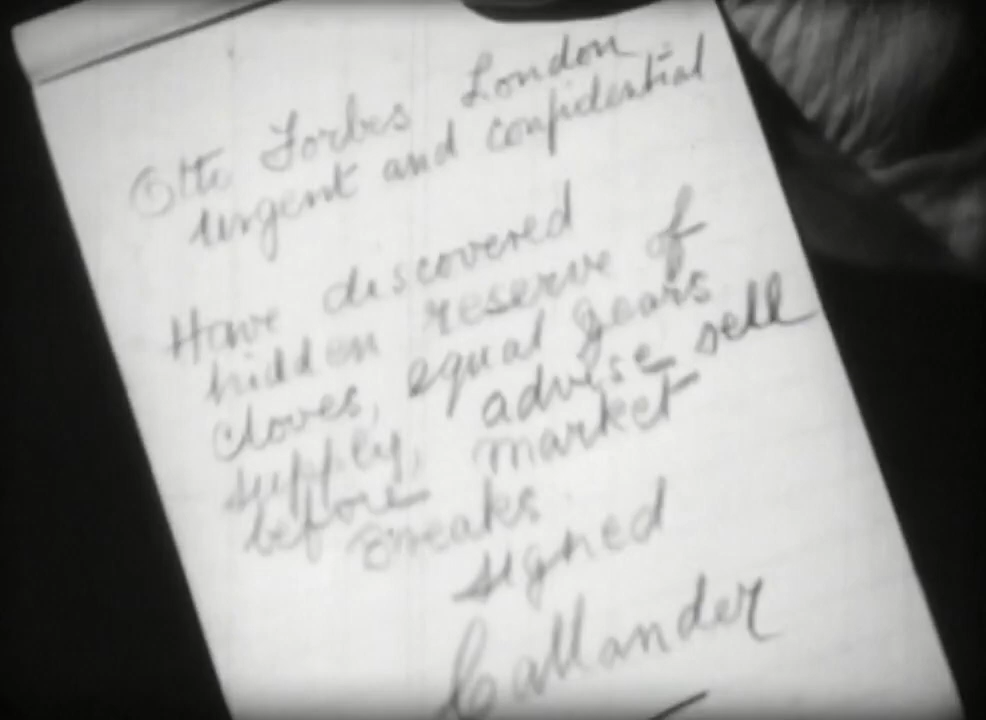 Otto Forbes London
urgent and confidential
Have discovered
hidden reserve of
cloves, equal years
supply, advise sell
before market
breaks
signed
Callander